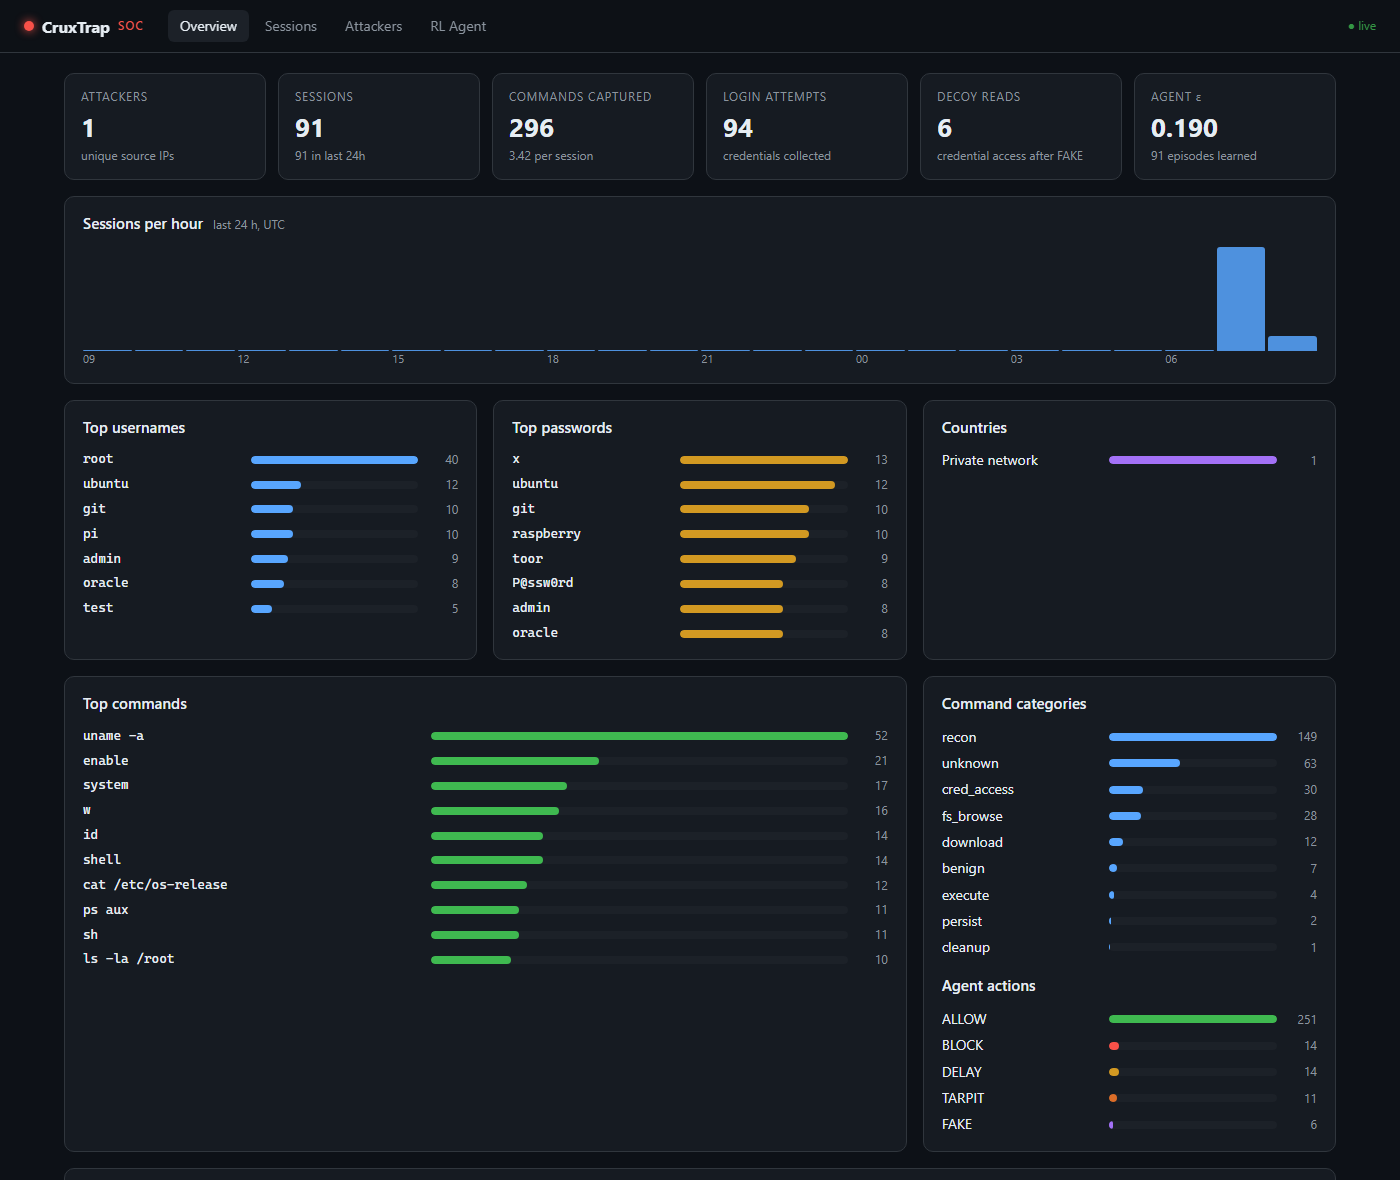 CruxTrap SOC Overview Sessions Attackers RL Agent live
ATTACKERS
1
unique source IPs
SESSIONS
91
91 in last 24h
COMMANDS CAPTURED
296
3.42 per session
LOGIN ATTEMPTS
94
credentials collected
DECOY READS
6
credential access after FAKE
AGENT ε
0.190
91 episodes learned
Sessions per hour last 24 h, UTC
09 12 15 18 21 00 03 06
Top usernames
root 40
ubuntu 12
git 10
pi 10
admin 9
oracle 8
test 5
Top passwords
x 13
ubuntu 12
git 10
raspberry 10
toor 9
P@ssw0rd 8
admin 8
oracle 8
Countries
Private network 1
Top commands
uname -a 52
enable 21
system 17
w 16
id 14
shell 14
cat /etc/os-release 12
ps aux 11
sh 11
ls -la /root 10
Command categories
recon 149
unknown 63
cred_access 30
fs_browse 28
download 12
benign 7
execute 4
persist 2
cleanup 1
Agent actions
ALLOW 251
BLOCK 14
DELAY 14
TARPIT 11
FAKE 6